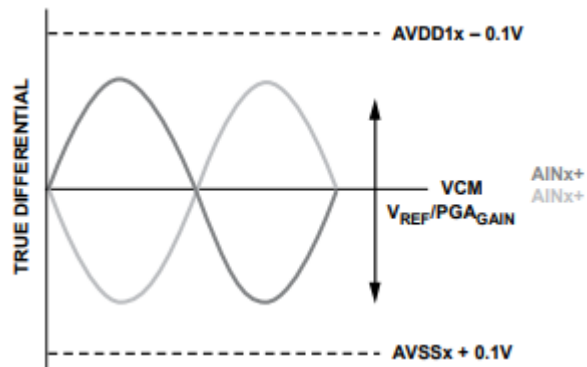 TRUE DIFFERENTIAL
AVDD1x – 0.1V
VCM
VREF/PGAGAIN
AINx+
AINx+
AVSSx + 0.1V